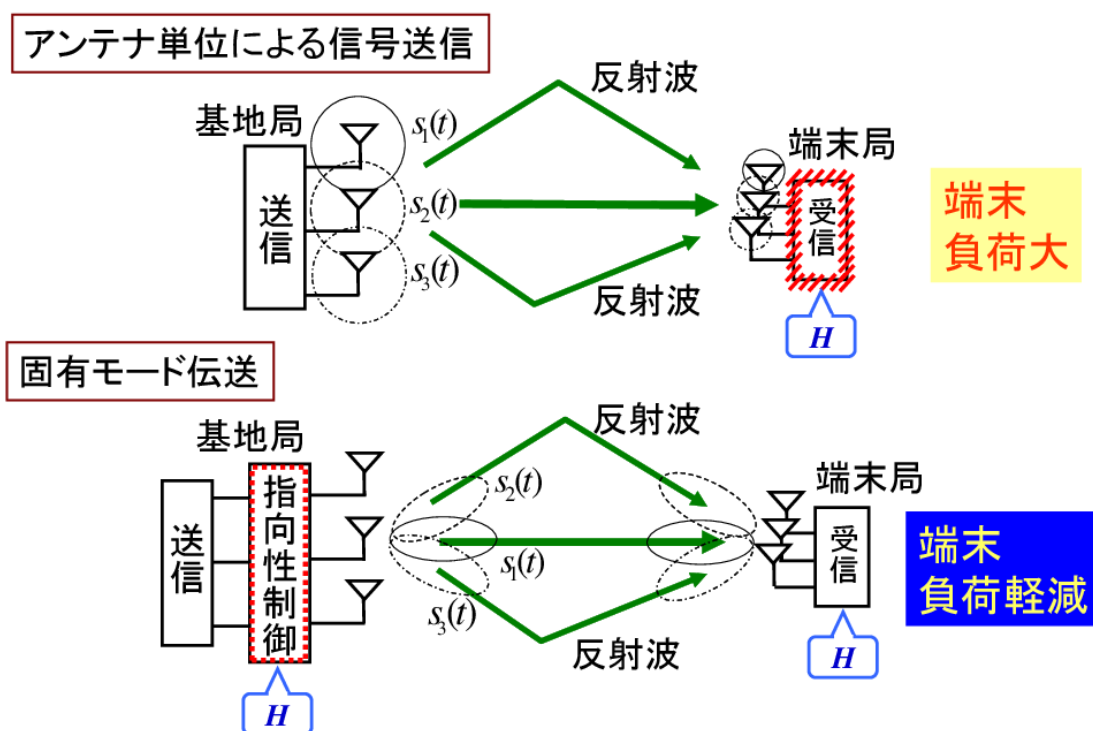 アンテナ単位による信号送信
反射波
基地局
s₁(t)
端末局
送信
s₂(t)
受信
端末
負荷大
s₃(t)
反射波
H
固有モード伝送
反射波
基地局
s₂(t)
端末局
送信
指向性制御
s₁(t)
受信
端末
負荷軽減
s₃(t)
反射波
H
H